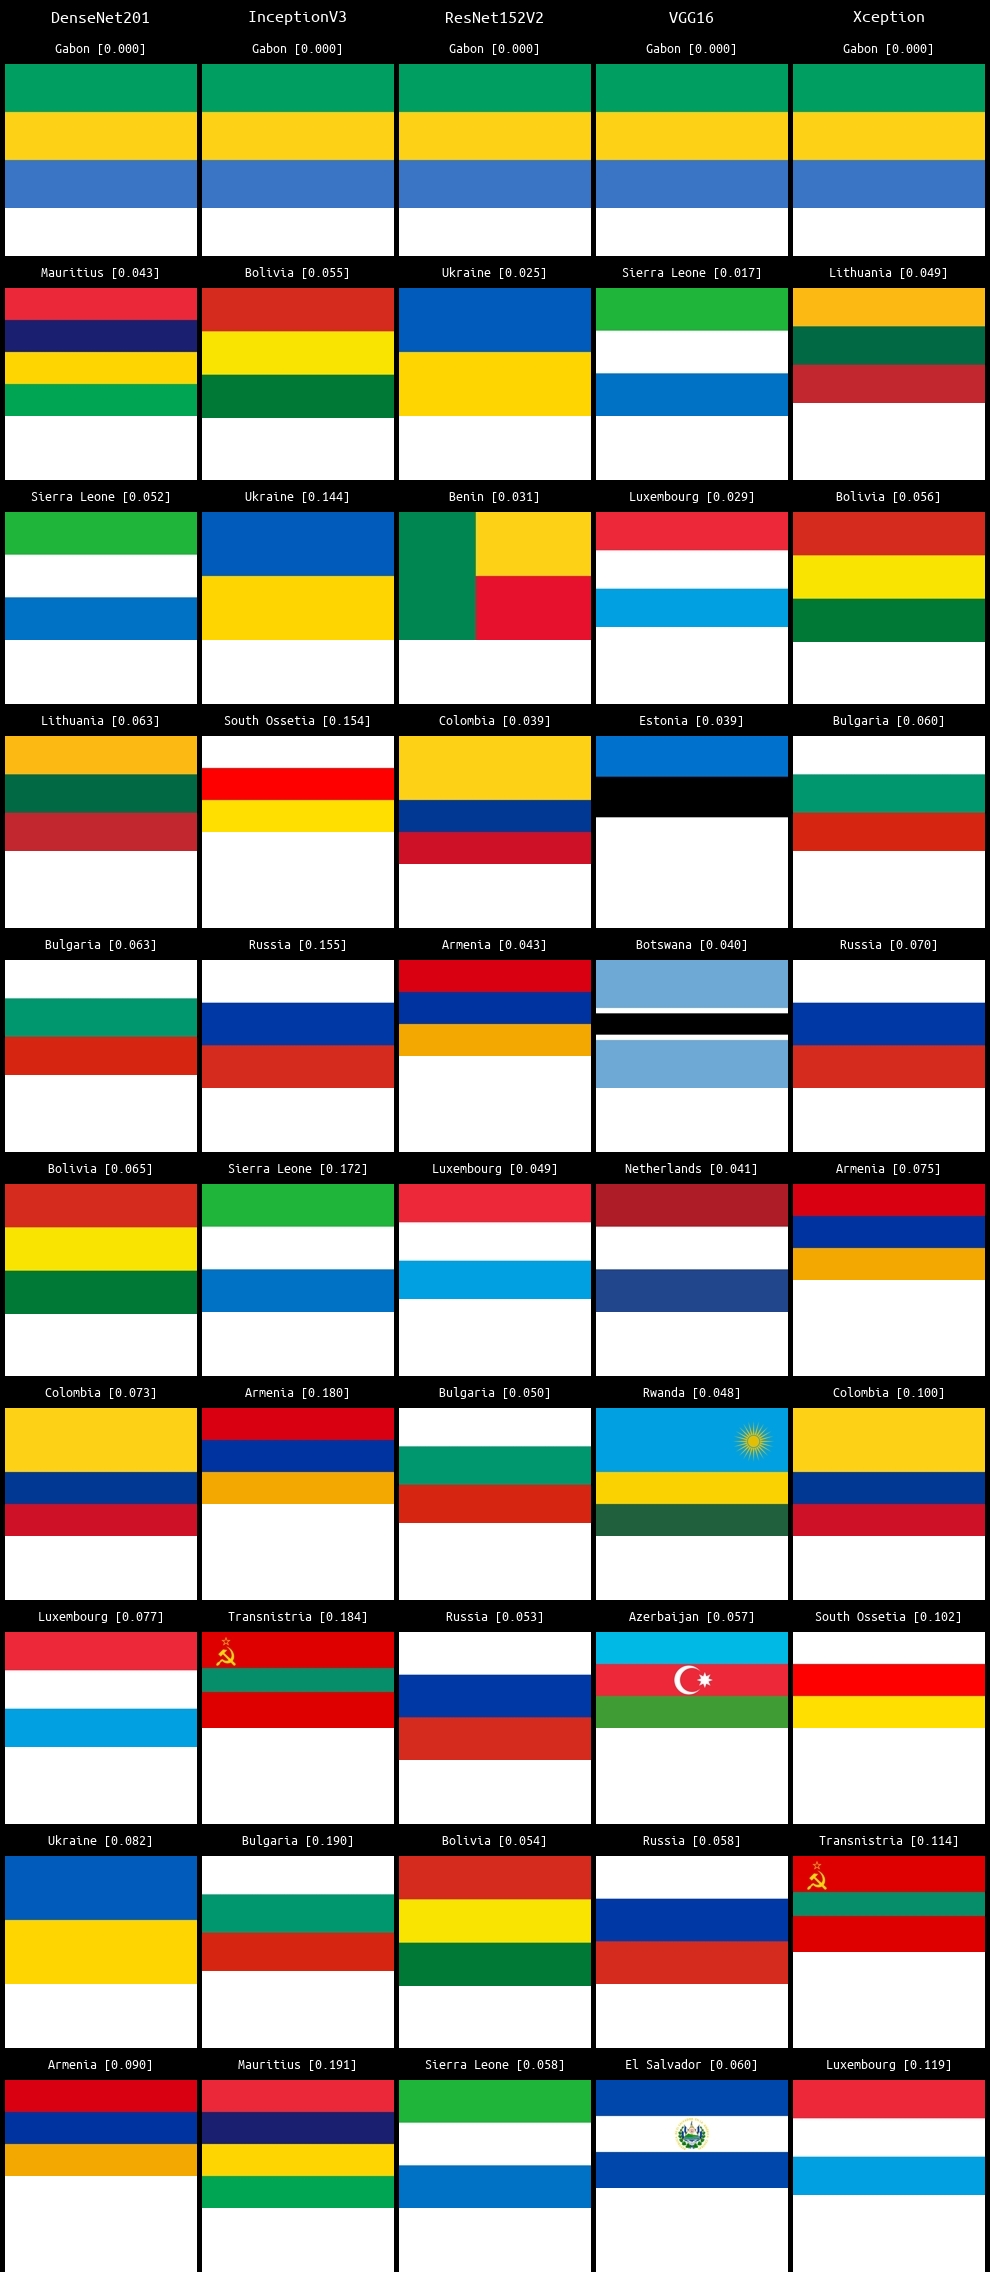 DenseNet201 InceptionV3 ResNet152V2 VGG16 Xception
Gabon [0.000] Gabon [0.000] Gabon [0.000] Gabon [0.000] Gabon [0.000]
Mauritius [0.043] Bolivia [0.055] Ukraine [0.025] Sierra Leone [0.017] Lithuania [0.049]
Sierra Leone [0.052] Ukraine [0.144] Benin [0.031] Luxembourg [0.029] Bolivia [0.056]
Lithuania [0.063] South Ossetia [0.154] Colombia [0.039] Estonia [0.039] Bulgaria [0.060]
Bulgaria [0.063] Russia [0.155] Armenia [0.043] Botswana [0.040] Russia [0.070]
Bolivia [0.065] Sierra Leone [0.172] Luxembourg [0.049] Netherlands [0.041] Armenia [0.075]
Colombia [0.073] Armenia [0.180] Bulgaria [0.050] Rwanda [0.048] Colombia [0.100]
Luxembourg [0.077] Transnistria [0.184] Russia [0.053] Azerbaijan [0.057] South Ossetia [0.102]
Ukraine [0.082] Bulgaria [0.190] Bolivia [0.054] Russia [0.058] Transnistria [0.114]
Armenia [0.090] Mauritius [0.191] Sierra Leone [0.058] El Salvador [0.060] Luxembourg [0.119]